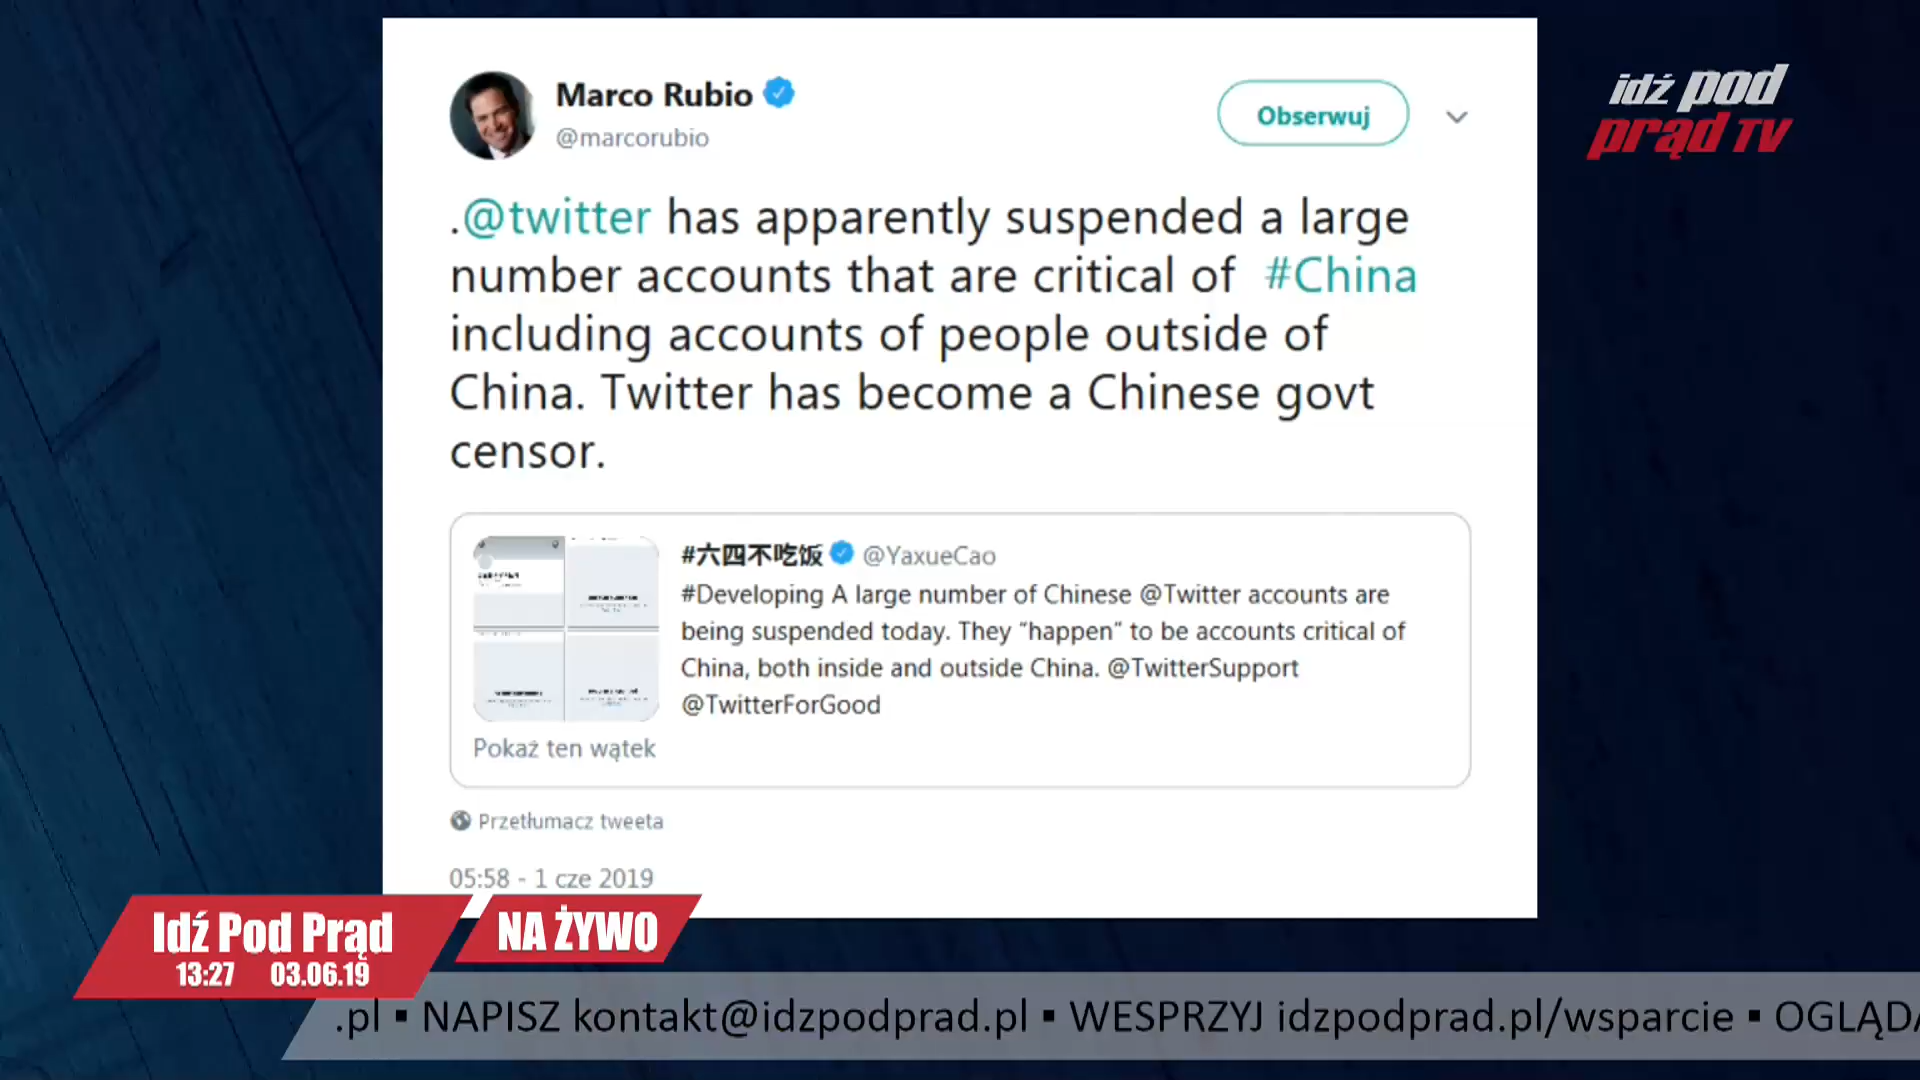 Marco Rubio
@marcorubio
Obserwuj
idź pod
prąd TV
.@twitter has apparently suspended a large
number accounts that are critical of #China
including accounts of people outside of
China. Twitter has become a Chinese govt
censor.
#六四不吃饭 @YaxueCao
#Developing A large number of Chinese @Twitter accounts are
being suspended today. They “happen” to be accounts critical of
China, both inside and outside China. @TwitterSupport
@TwitterForGood
Pokaż ten wątek
Przetłumacz tweeta
05:58 - 1 cze 2019
Idź Pod Prąd
NA ŻYWO
13:27 03.06.19
.pl ▪ NAPISZ kontakt@idzpodprad.pl ▪ WESPRZYJ idzpodprad.pl/wsparcie ▪ OGLĄDA